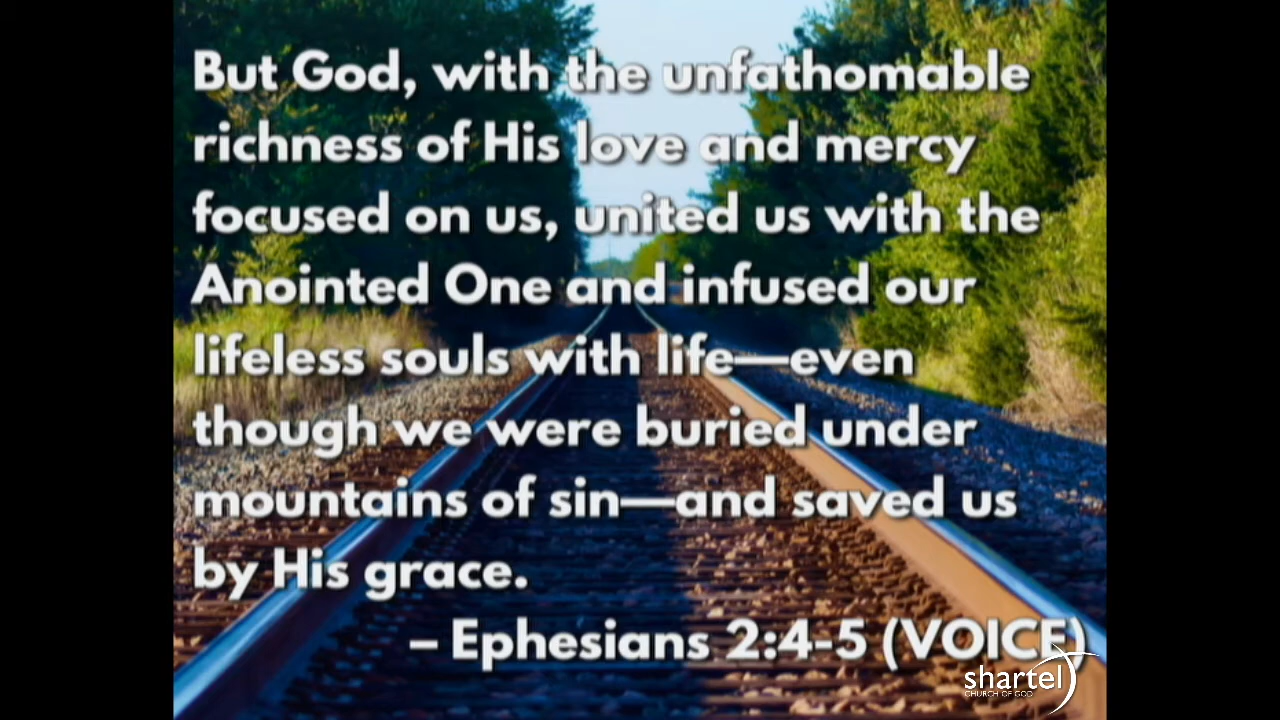 But God, with the unfathomable
richness of His love and mercy
focused on us, united us with the
Anointed One and infused our
lifeless souls with life—even
though we were buried under
mountains of sin—and saved us
by His grace.
– Ephesians 2:4-5 (VOICE)
shartel
CHURCH OF GOD